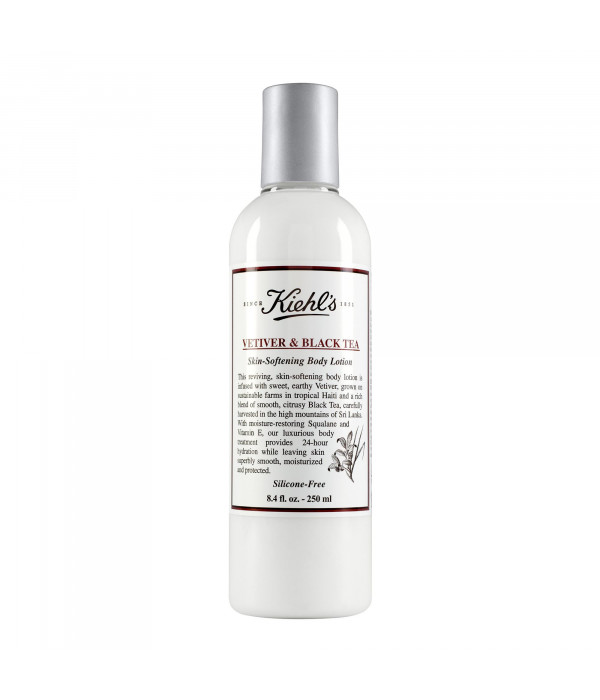 SINCE Kiehl's 1851
VETIVER & BLACK TEA
Skin-Softening Body Lotion
This reviving, skin-softening body lotion is
infused with sweet, earthy Vetiver, grown on
sustainable farms in tropical Haiti and a rich
blend of smooth, citrusy Black Tea, carefully
harvested in the high mountains of Sri Lanka.
With moisture-restoring Squalane and
Vitamin E, our luxurious body
treatment provides 24-hour
hydration while leaving skin
superbly smooth, moisturized
and protected.
Silicone-Free
8.4 fl. oz. - 250 ml